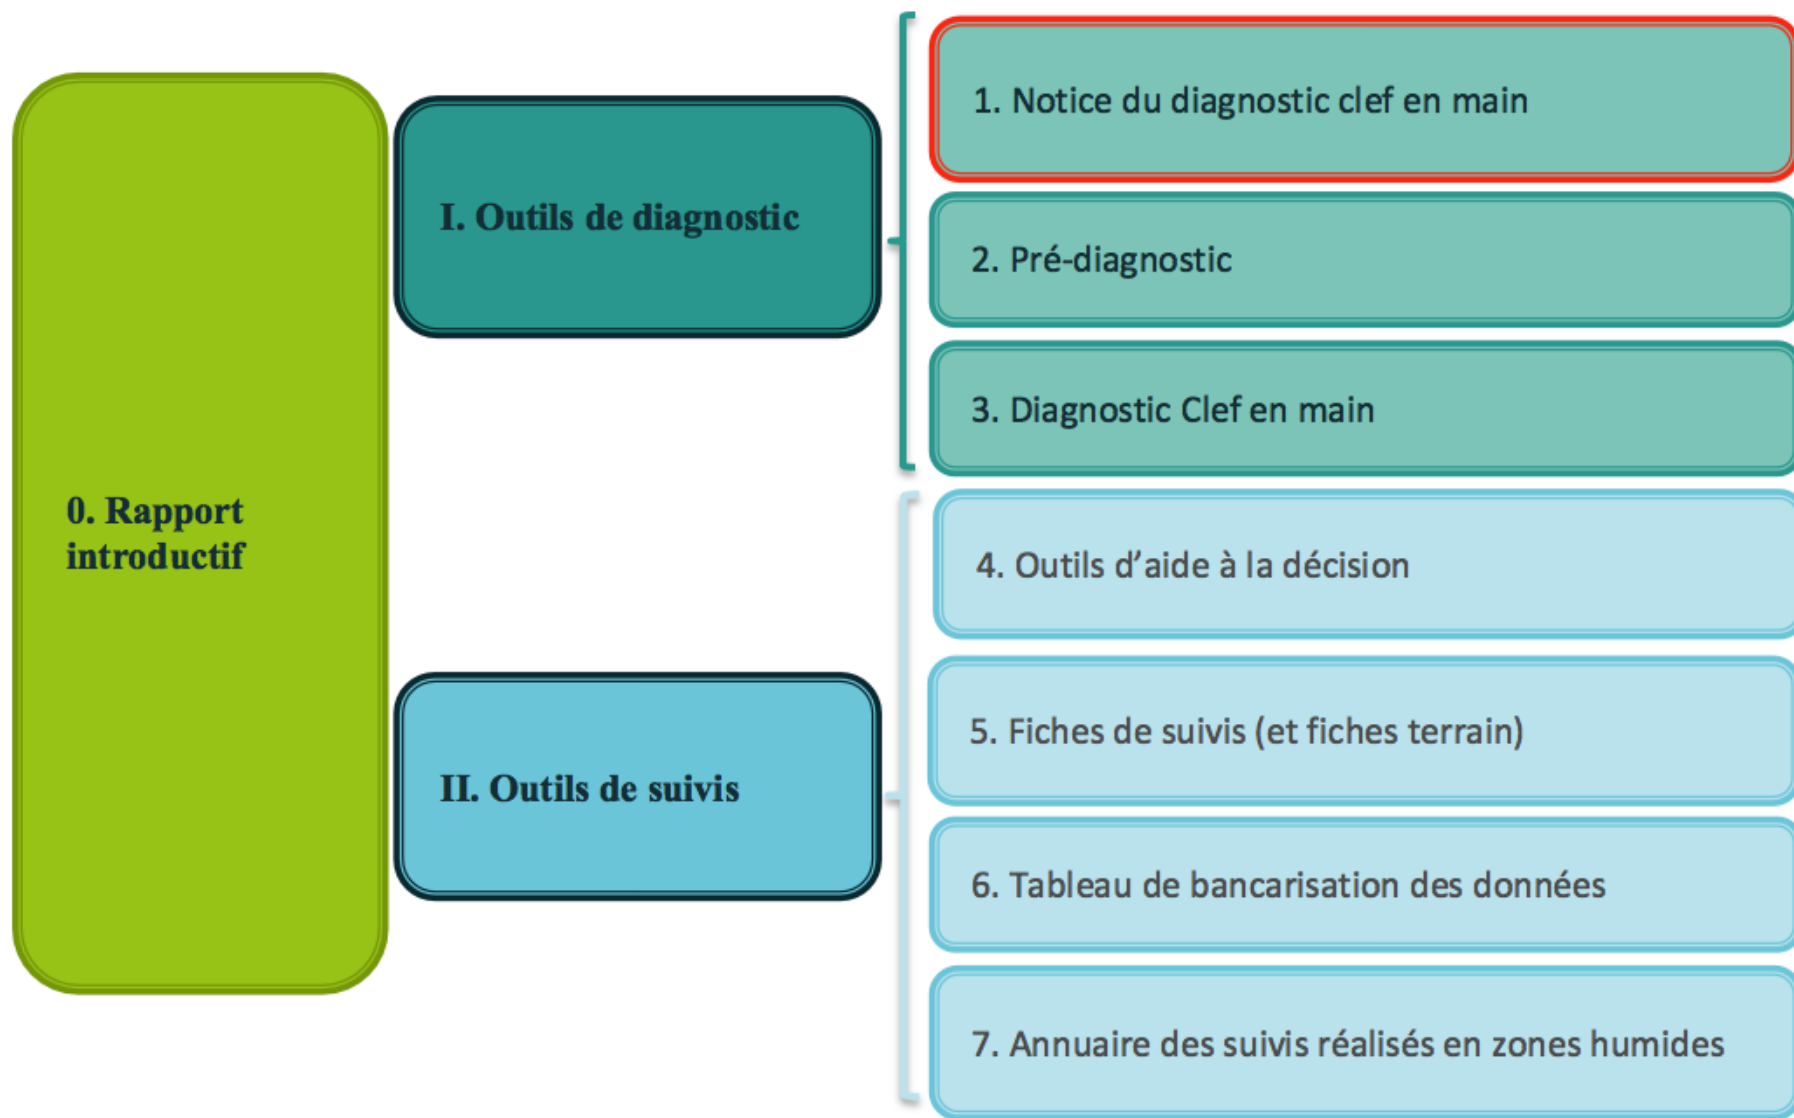 0. Rapport
introductif
I. Outils de diagnostic
1. Notice du diagnostic clef en main
2. Pré-diagnostic
3. Diagnostic Clef en main
II. Outils de suivis
4. Outils d’aide à la décision
5. Fiches de suivis (et fiches terrain)
6. Tableau de bancarisation des données
7. Annuaire des suivis réalisés en zones humides